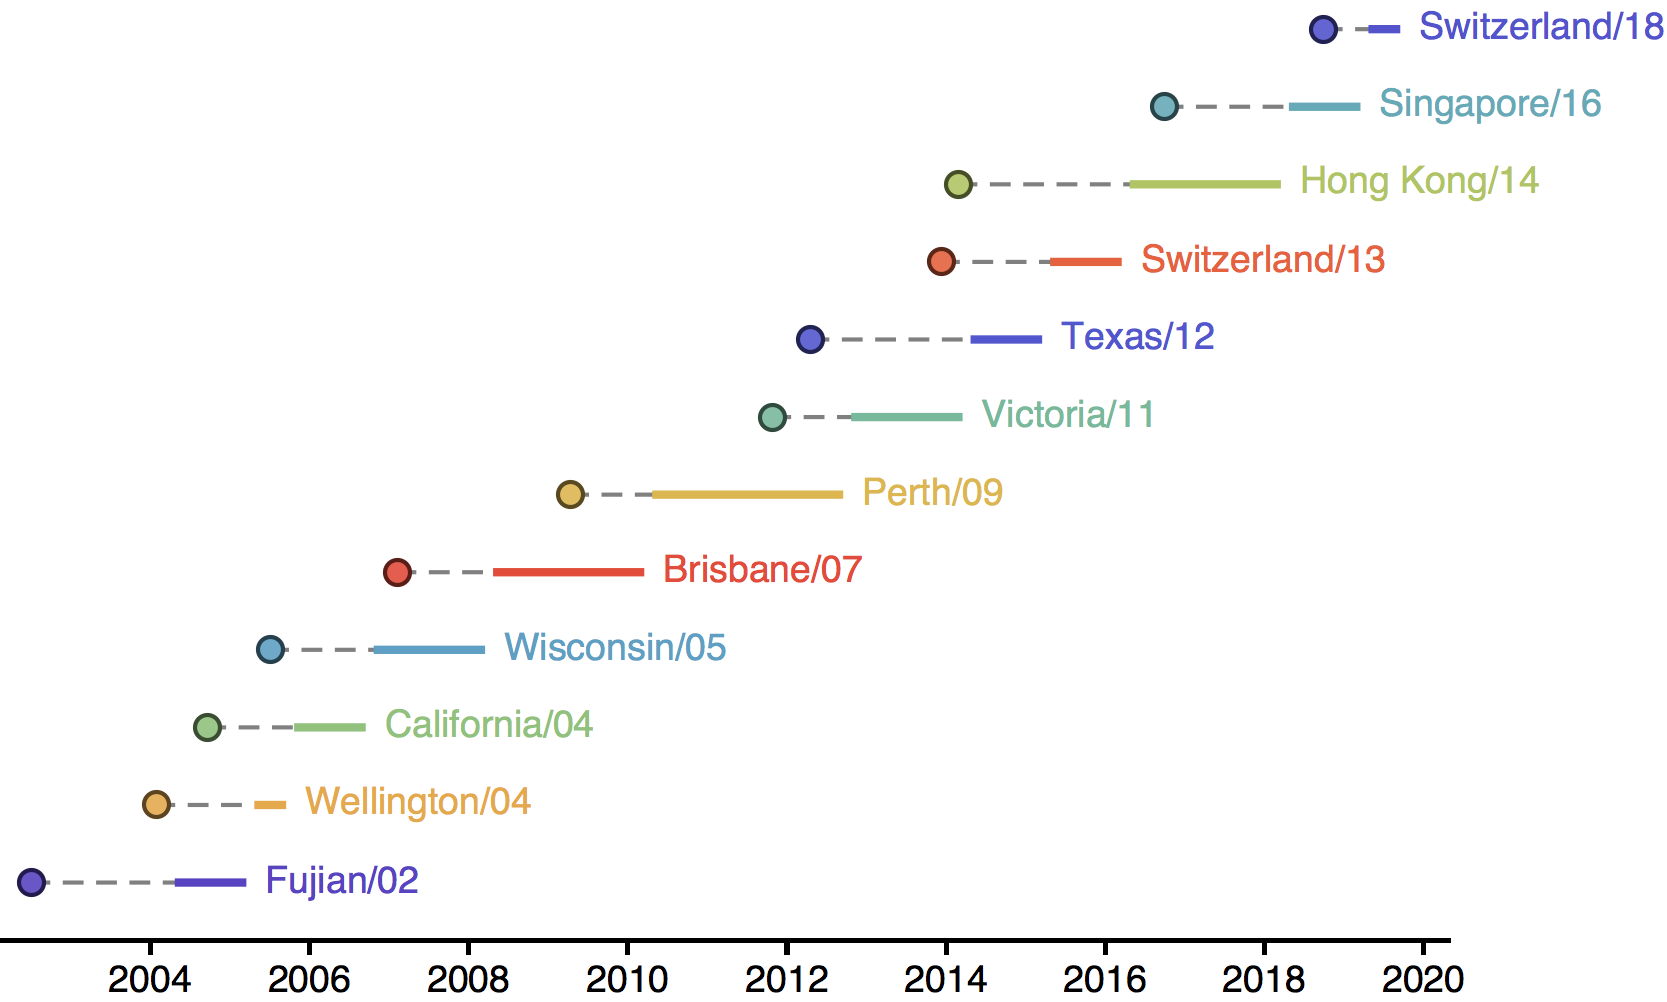 Switzerland/18
Singapore/16
Hong Kong/14
Switzerland/13
Texas/12
Victoria/11
Perth/09
Brisbane/07
Wisconsin/05
California/04
Wellington/04
Fujian/02
2004 2006 2008 2010 2012 2014 2016 2018 2020